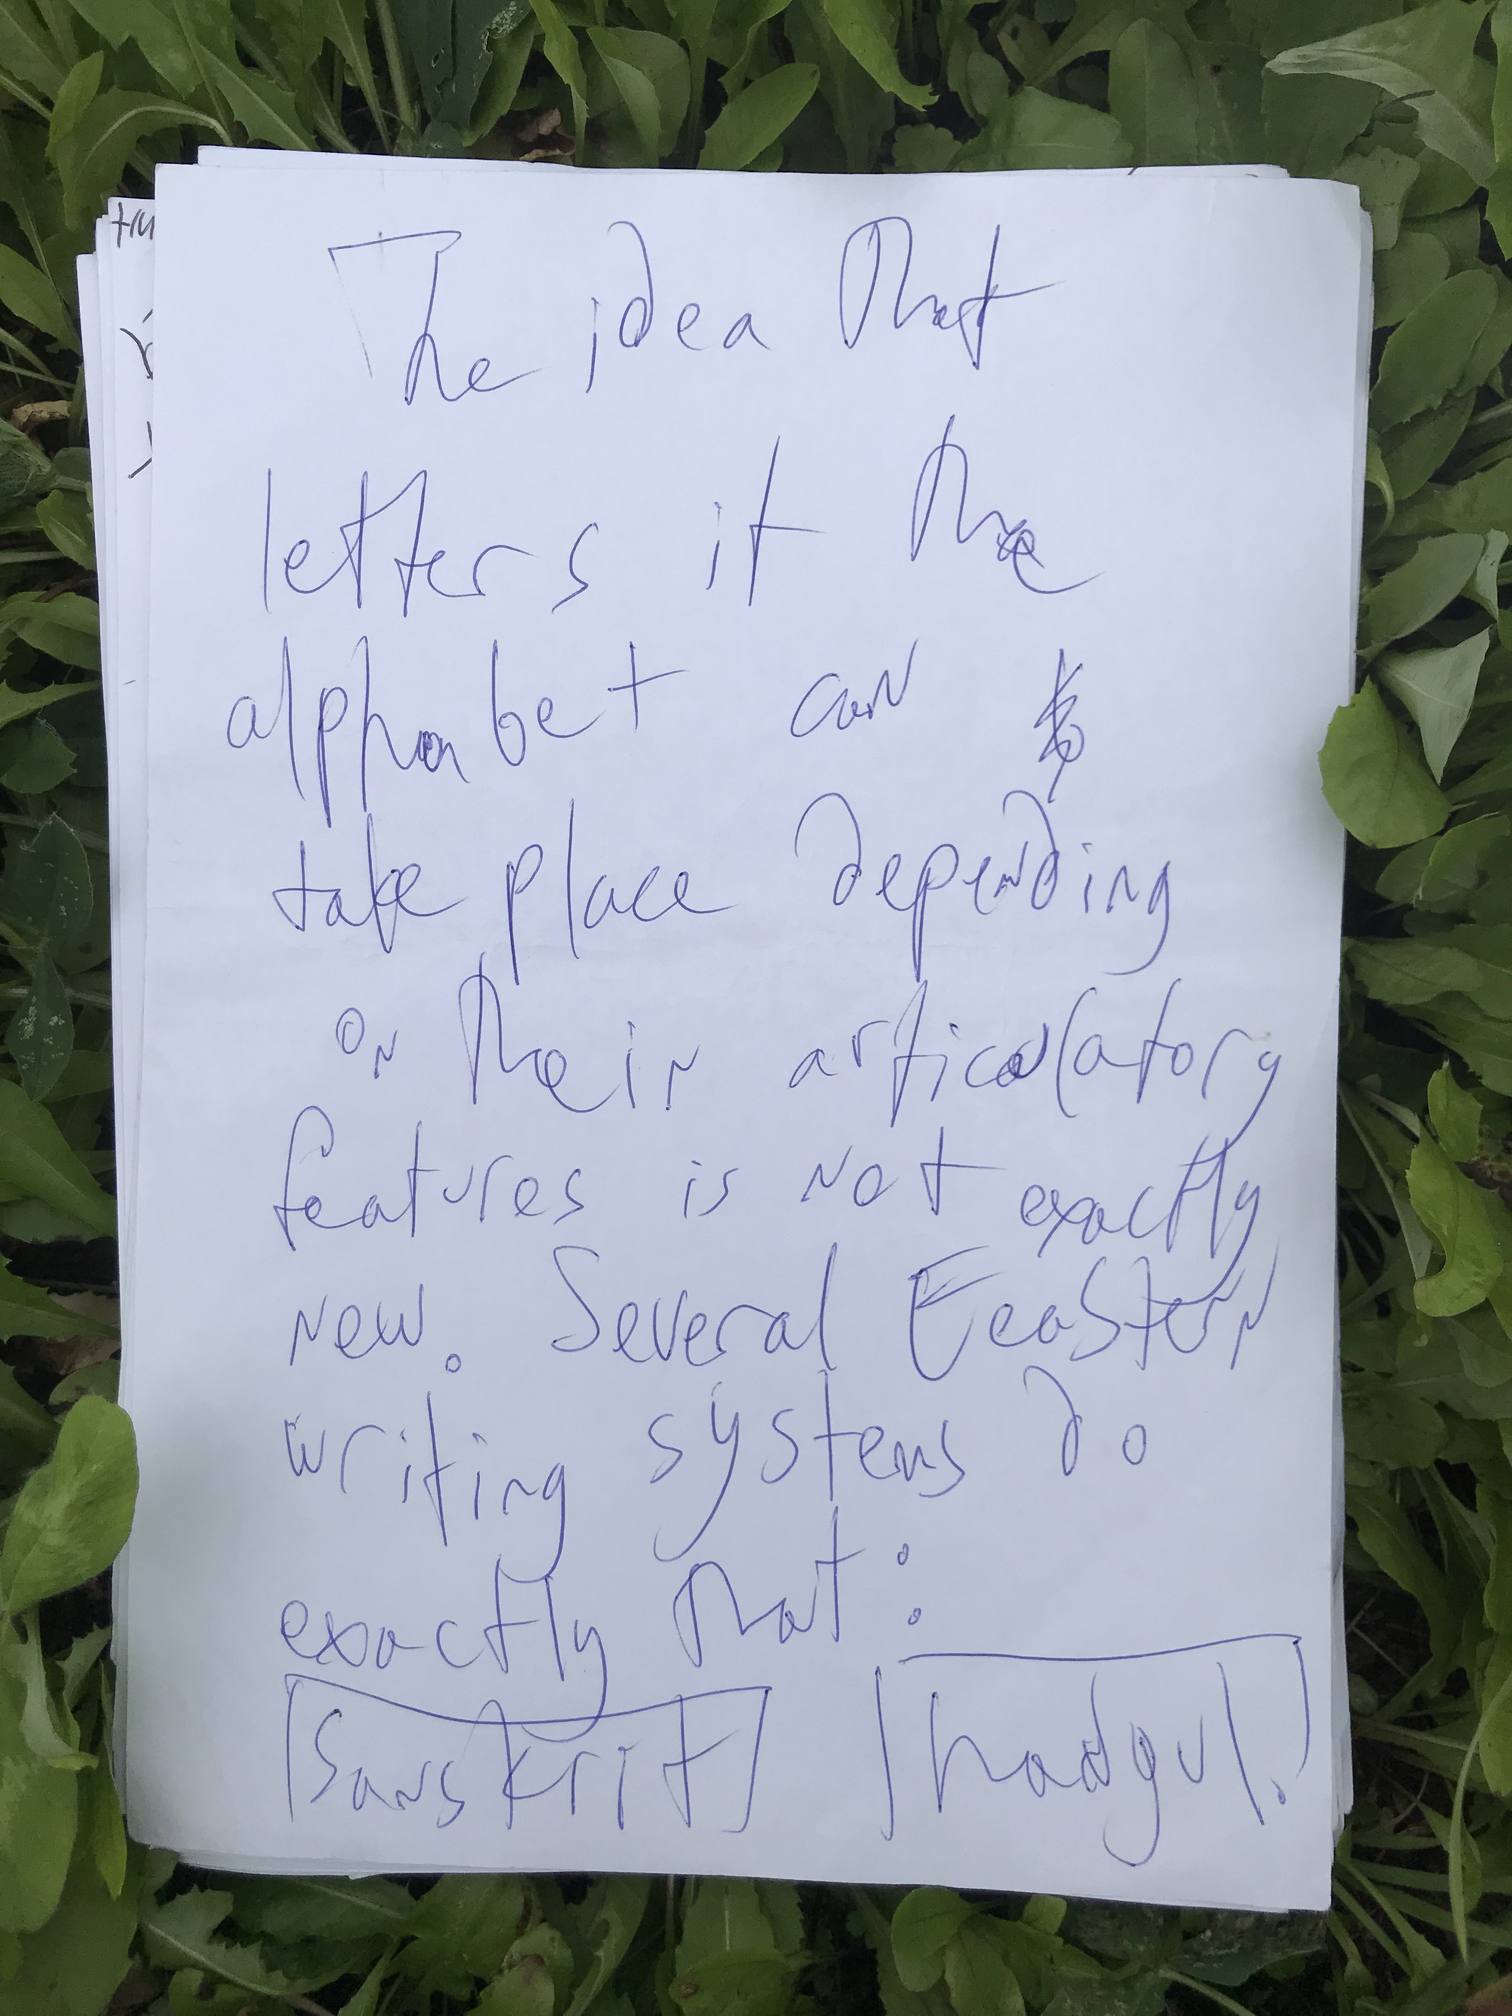 The idea that
letters it the
alphabet can
take place depending
on their articulatory
features is not exactly
new. Several Eeastern
writing systems do
exactly that:
Sanskrit hadgul.